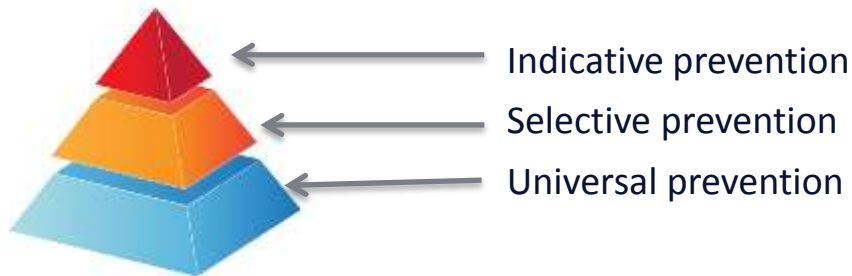 Indicative prevention
Selective prevention
Universal prevention